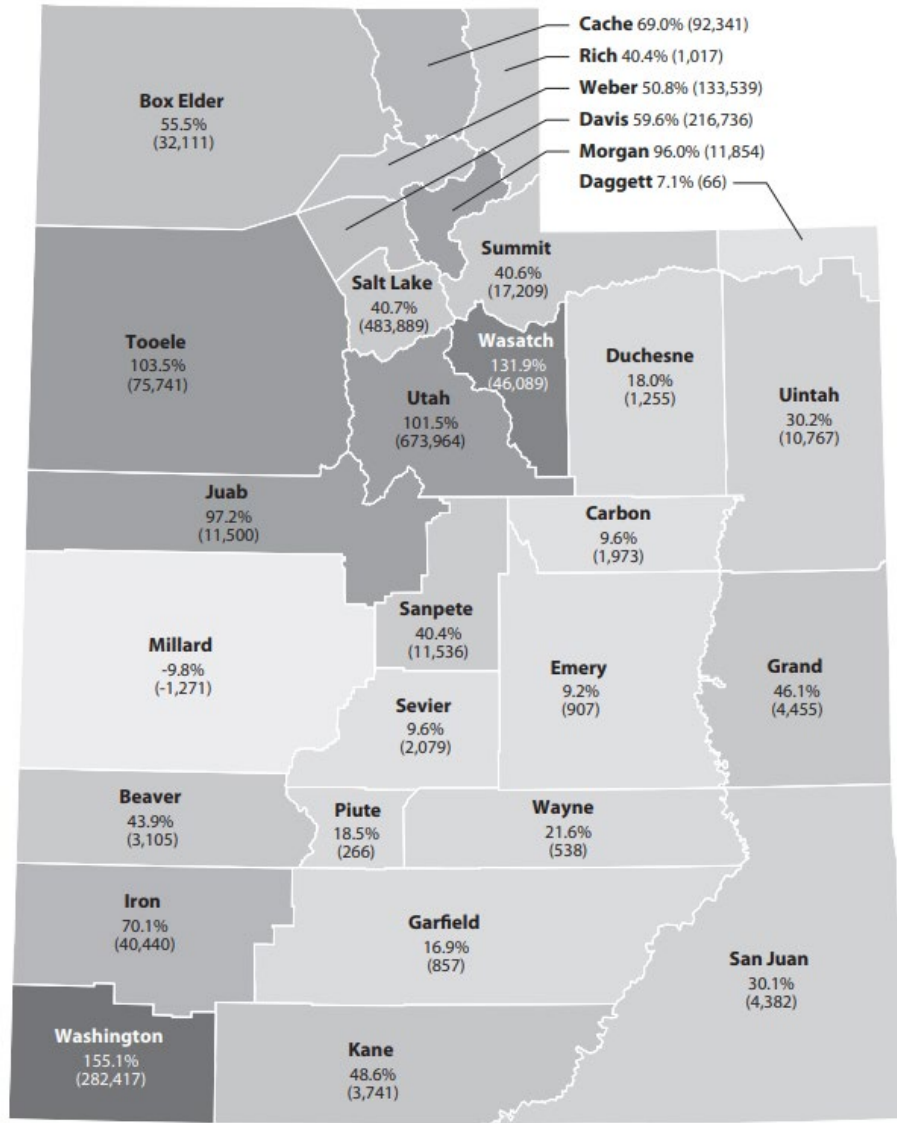 Cache 69.0% (92,341)
Rich 40.4% (1,017)
Weber 50.8% (133,539)
Davis 59.6% (216,736)
Morgan 96.0% (11,854)
Daggett 7.1% (66)
Box Elder
55.5%
(32,111)
Summit
40.6%
(17,209)
Salt Lake
40.7%
(483,889)
Tooele
103.5%
(75,741)
Wasatch
131.9%
(46,089)
Duchesne
18.0%
(1,255)
Uintah
30.2%
(10,767)
Utah
101.5%
(673,964)
Juab
97.2%
(11,500)
Carbon
9.6%
(1,973)
Sanpete
40.4%
(11,536)
Millard
-9.8%
(-1,271)
Emery
9.2%
(907)
Grand
46.1%
(4,455)
Sevier
9.6%
(2,079)
Beaver
43.9%
(3,105)
Piute
18.5%
(266)
Wayne
21.6%
(538)
Iron
70.1%
(40,440)
Garfield
16.9%
(857)
San Juan
30.1%
(4,382)
Washington
155.1%
(282,417)
Kane
48.6%
(3,741)